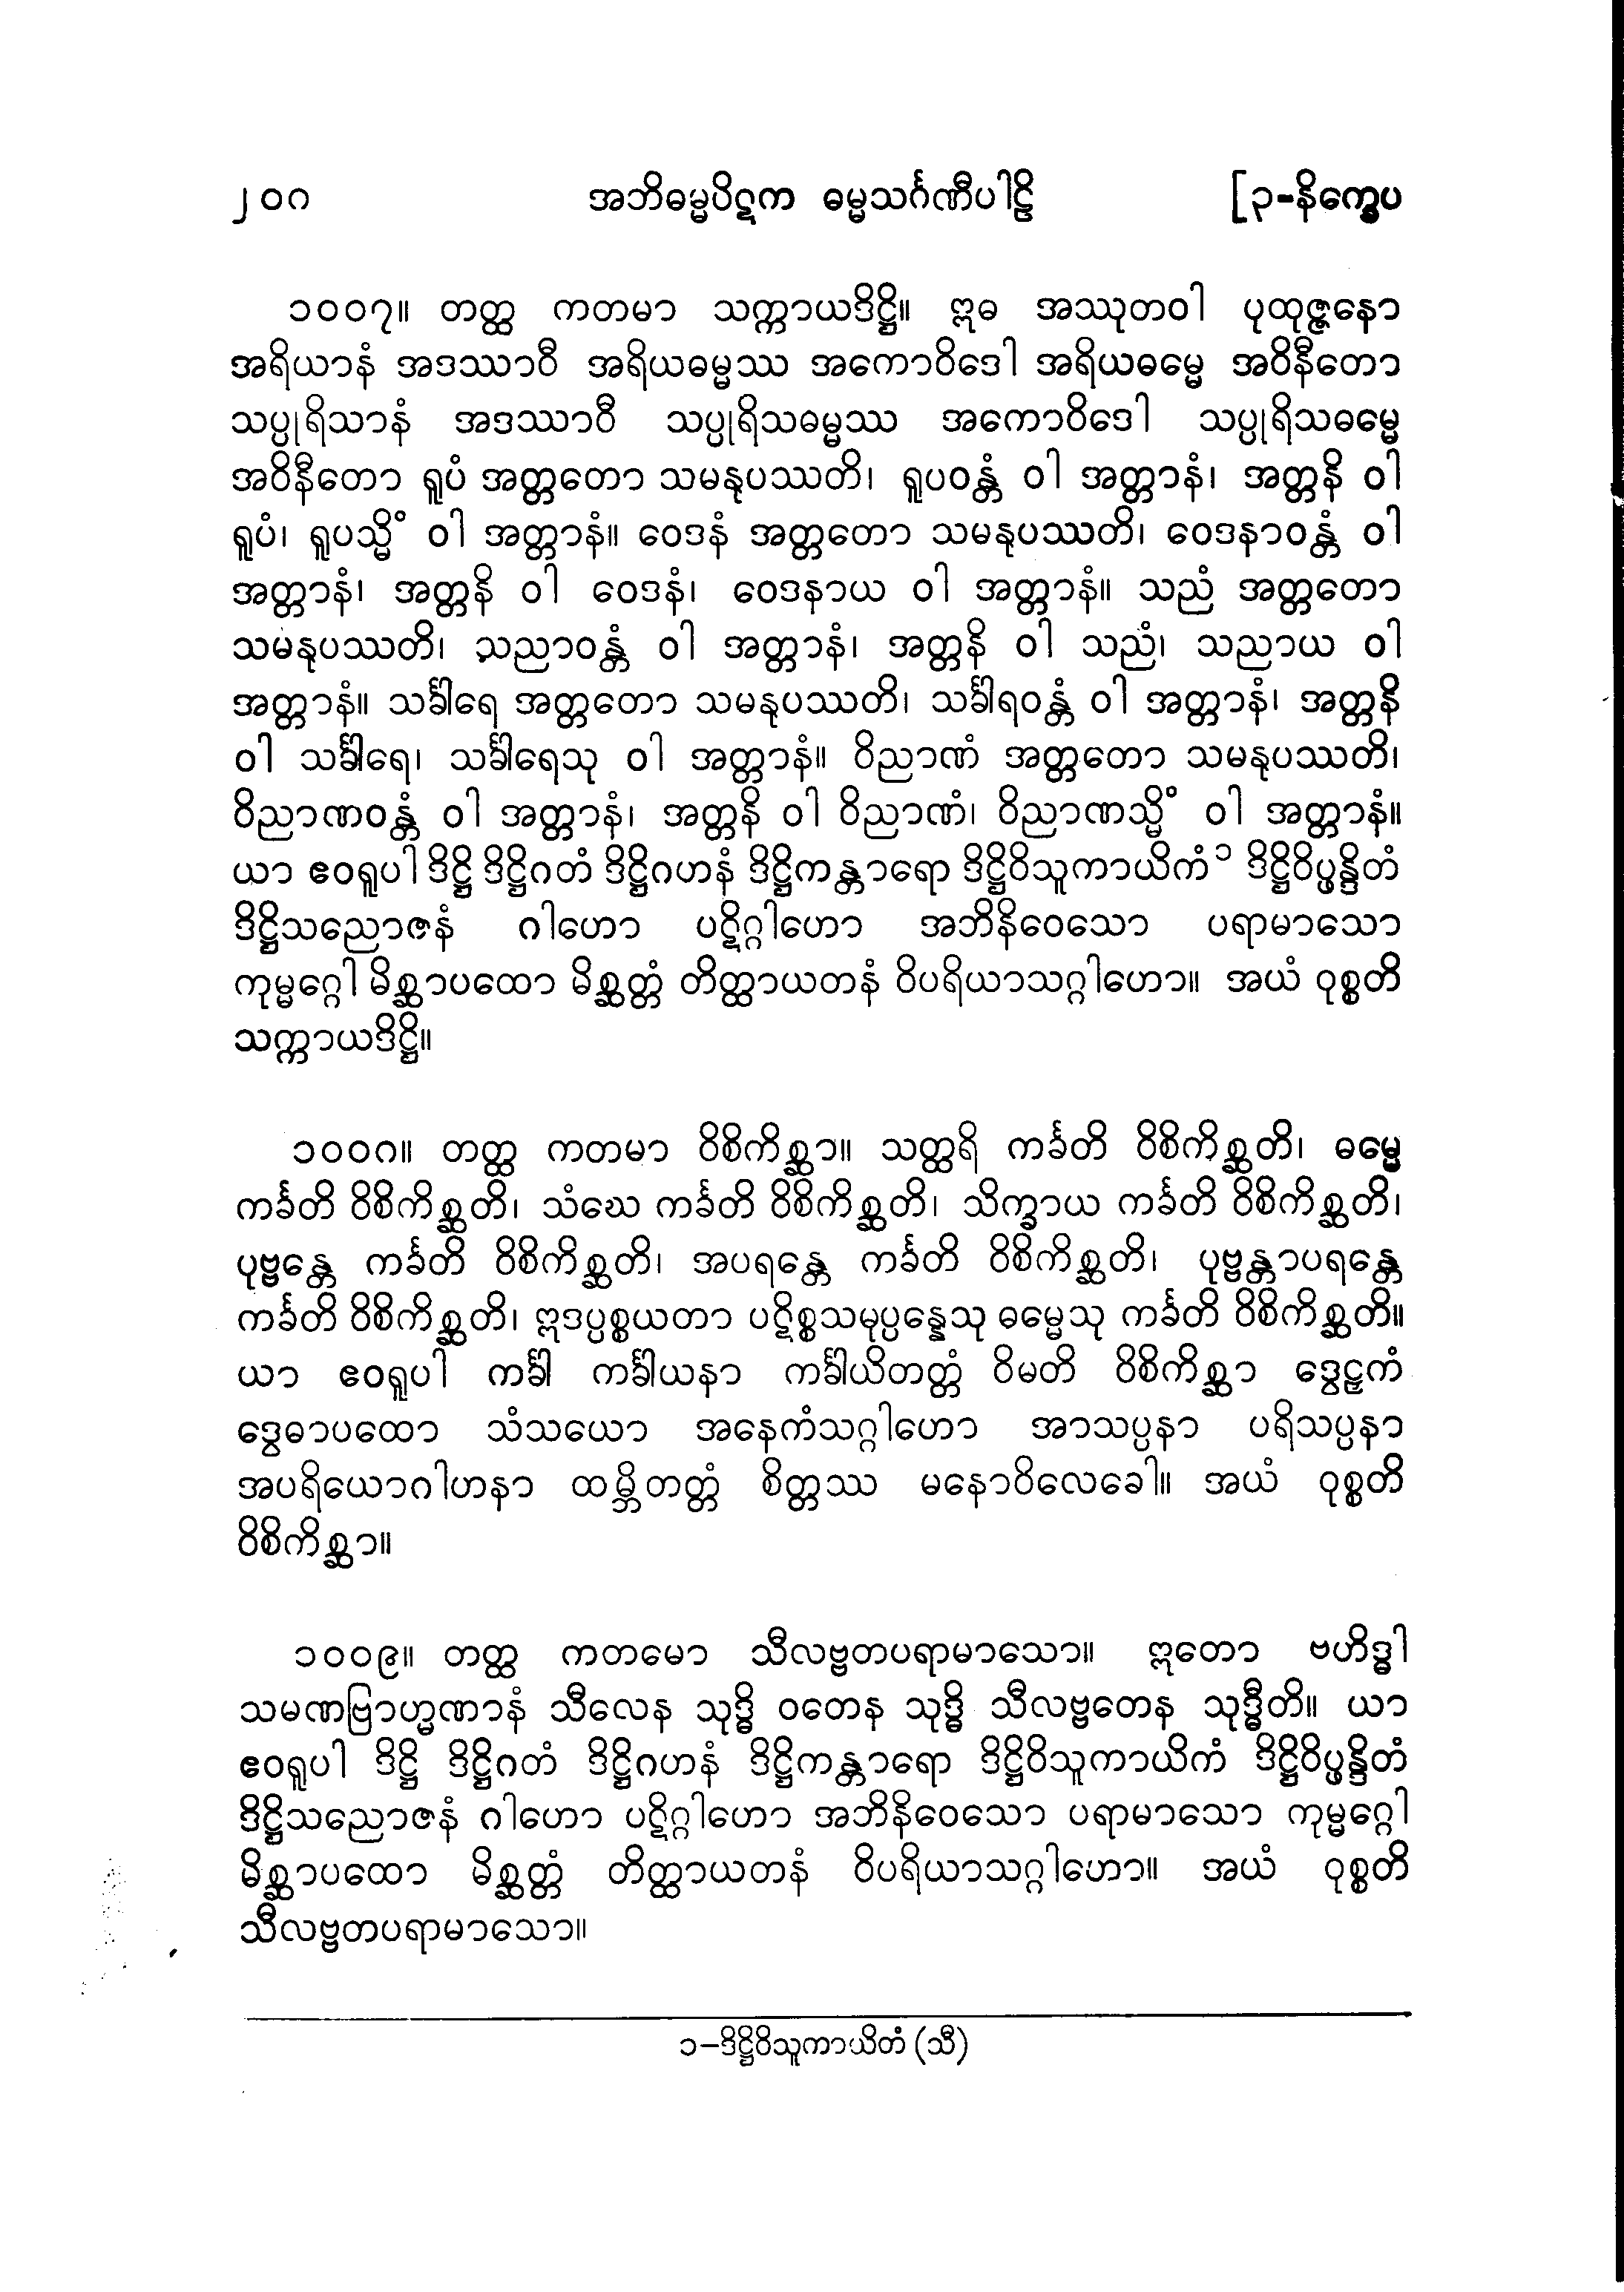 ၂၀၈ အဘိဓမ္မပိဋက ဓမ္မသင်္ဂဏီပါဠိ [၃-နိက္ခေပ
၁၀၀၇။ တတ္ထ ကတမာ သက္ကာယဒိဋ္ဌိ။ ဣဓ အဿုတဝါ ပုထုဇ္ဇနော
အရိယာနံ အဒဿာဝီ အရိယဓမ္မဿ အကောဝိဒေါ အရိယဓမ္မေ အဝိနီတော
သပ္ပုရိသာနံ အဒဿာဝီ သပ္ပုရိသဓမ္မဿ အကောဝိဒေါ သပ္ပုရိသဓမ္မေ
အဝိနီတော ရူပံ အတ္တတော သမနုပဿတိ၊ ရူပဝန္တံ ဝါ အတ္တာနံ၊ အတ္တနိ ဝါ
ရူပံ၊ ရူပသ္မိံ ဝါ အတ္တာနံ။ ဝေဒနံ အတ္တတော သမနုပဿတိ၊ ဝေဒနာဝန္တံ ဝါ
အတ္တာနံ၊ အတ္တနိ ဝါ ဝေဒနံ၊ ဝေဒနာယ ဝါ အတ္တာနံ။ သညံ အတ္တတော
သမနုပဿတိ၊ သညာဝန္တံ ဝါ အတ္တာနံ၊ အတ္တနိ ဝါ သညံ၊ သညာယ ဝါ
အတ္တာနံ။ သင်္ခါရေ အတ္တတော သမနုပဿတိ၊ သင်္ခါရဝန္တံ ဝါ အတ္တာနံ၊ အတ္တနိ
ဝါ သင်္ခါရေ၊ သင်္ခါရေသု ဝါ အတ္တာနံ။ ဝိညာဏံ အတ္တတော သမနုပဿတိ၊
ဝိညာဏဝန္တံ ဝါ အတ္တာနံ၊ အတ္တနိ ဝါ ဝိညာဏံ၊ ဝိညာဏသ္မိံ ဝါ အတ္တာနံ။
ယာ ဧဝရူပါ ဒိဋ္ဌိ ဒိဋ္ဌိဂတံ ဒိဋ္ဌိဂဟနံ ဒိဋ္ဌိကန္တာရော ဒိဋ္ဌိဝိသူကာယိကံ၁ ဒိဋ္ဌိဝိပ္ဖန္ဒိတံ
ဒိဋ္ဌိသညောဇနံ ဂါဟော ပဋိဂ္ဂါဟော အဘိနိဝေသော ပရာမာသော
ကုမ္မဂ္ဂေါ မိစ္ဆာပထော မိစ္ဆတ္တံ တိတ္ထာယတနံ ဝိပရိယာသဂ္ဂါဟော။ အယံ ဝုစ္စတိ
သက္ကာယဒိဋ္ဌိ။
၁၀၀၈။ တတ္ထ ကတမာ ဝိစိကိစ္ဆာ။ သတ္ထရိ ကင်္ခတိ ဝိစိကိစ္ဆတိ၊ ဓမ္မေ
ကင်္ခတိ ဝိစိကိစ္ဆတိ၊ သံဃေ ကင်္ခတိ ဝိစိကိစ္ဆတိ၊ သိက္ခာယ ကင်္ခတိ ဝိစိကိစ္ဆတိ၊
ပုဗ္ဗန္တေ ကင်္ခတိ ဝိစိကိစ္ဆတိ၊ အပရန္တေ ကင်္ခတိ ဝိစိကိစ္ဆတိ၊ ပုဗ္ဗန္တာပရန္တေ
ကင်္ခတိ ဝိစိကိစ္ဆတိ၊ ဣဒပ္ပစ္စယတာ ပဋိစ္စသမုပ္ပန္နေသု ဓမ္မေသု ကင်္ခတိ ဝိစိကိစ္ဆတိ။
ယာ ဧဝရူပါ ကင်္ခါ ကင်္ခါယနာ ကင်္ခါယိတတ္တံ ဝိမတိ ဝိစိကိစ္ဆာ ဒွေဠှကံ
ဒွေဓာပထော သံသယော အနေကံသဂ္ဂါဟော အာသပ္ပနာ ပရိသပ္ပနာ
အပရိယောဂါဟနာ ထမ္ဘိတတ္တံ စိတ္တဿ မနောဝိလေခေါ။ အယံ ဝုစ္စတိ
ဝိစိကိစ္ဆာ။
၁၀၀၉။ တတ္ထ ကတမော သီလဗ္ဗတပရာမာသော။ ဣတော ဗဟိဒ္ဓါ
သမဏဗြာဟ္မဏာနံ သီလေန သုဒ္ဓိ ဝတေန သုဒ္ဓိ သီလဗ္ဗတေန သုဒ္ဓီတိ။ ယာ
ဧဝရူပါ ဒိဋ္ဌိ ဒိဋ္ဌိဂတံ ဒိဋ္ဌိဂဟနံ ဒိဋ္ဌိကန္တာရော ဒိဋ္ဌိဝိသူကာယိကံ ဒိဋ္ဌိဝိပ္ဖန္ဒိတံ
ဒိဋ္ဌိသညောဇနံ ဂါဟော ပဋိဂ္ဂါဟော အဘိနိဝေသော ပရာမာသော ကုမ္မဂ္ဂေါ
မိစ္ဆာပထော မိစ္ဆတ္တံ တိတ္ထာယတနံ ဝိပရိယာသဂ္ဂါဟော။ အယံ ဝုစ္စတိ
သီလဗ္ဗတပရာမာသော။
၁–ဒိဋ္ဌိဝိသူကာယိတံ (သီ)